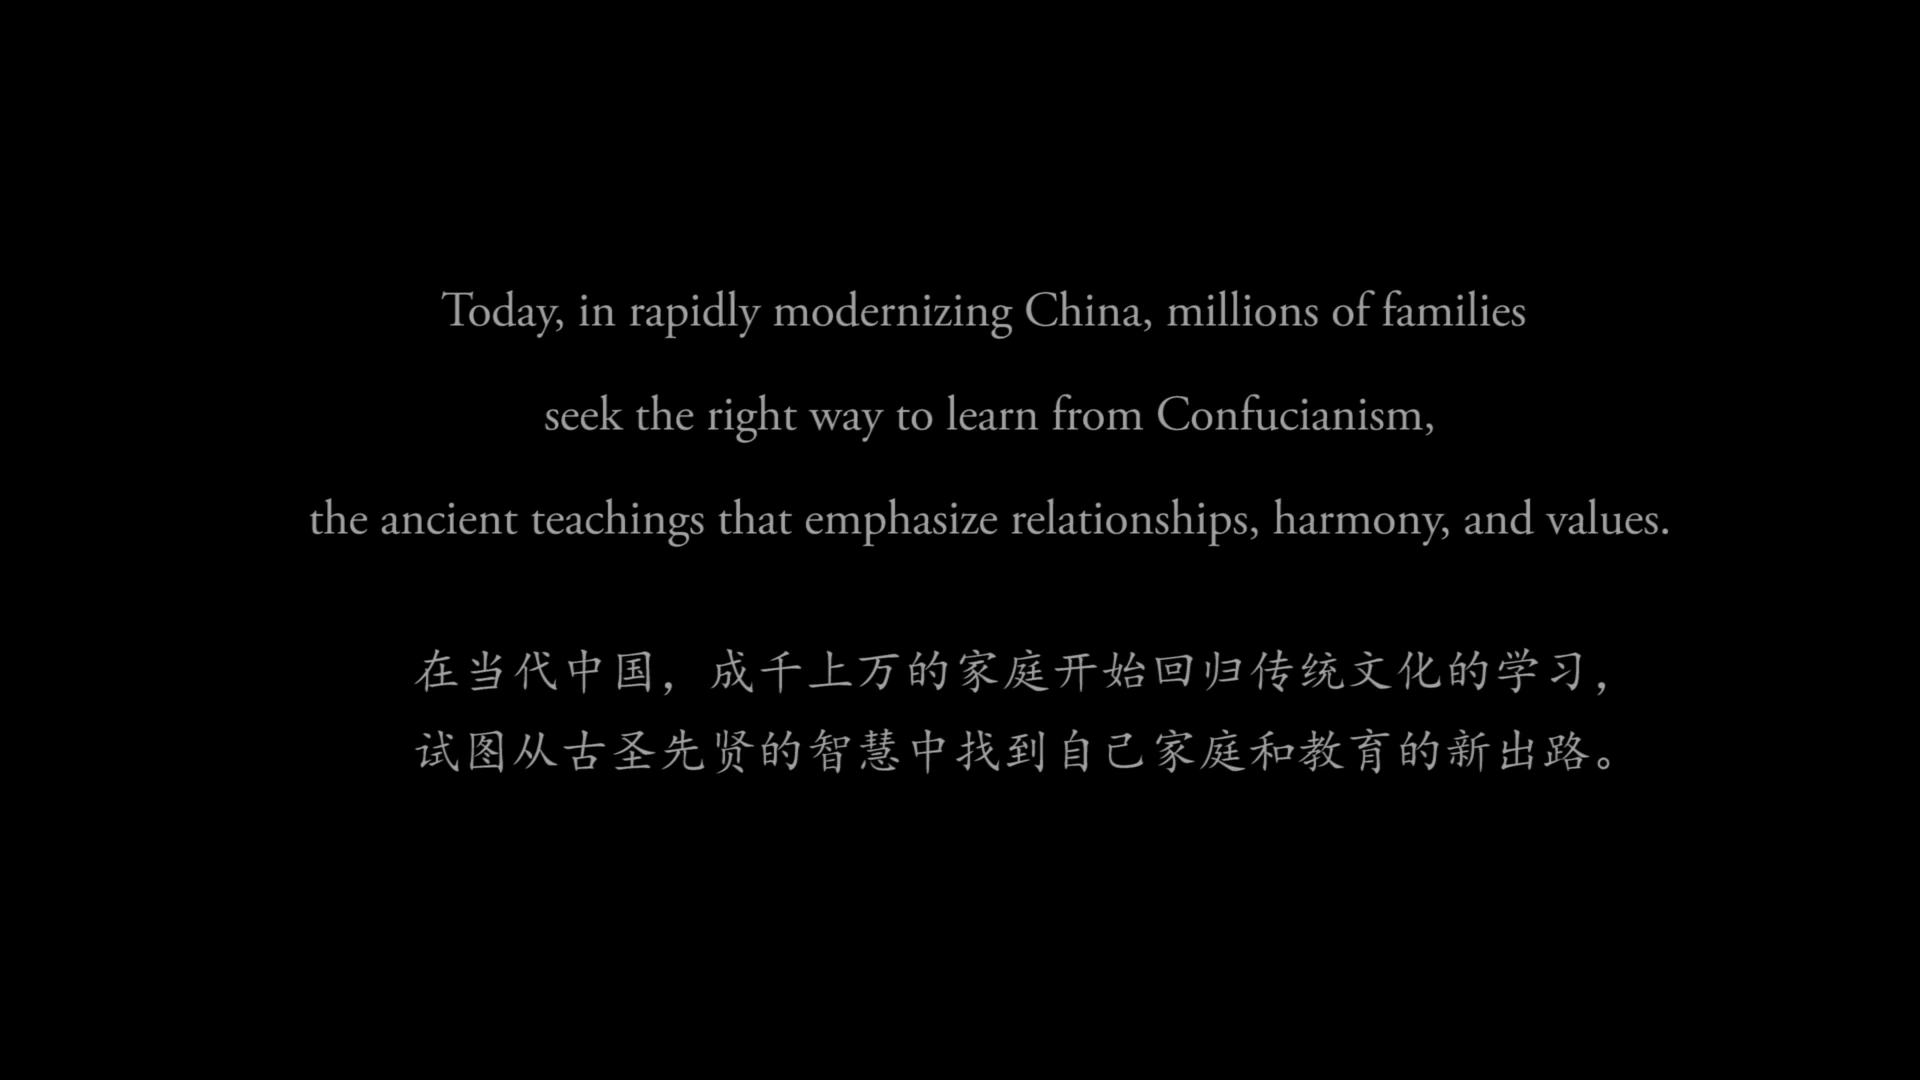 Today, in rapidly modernizing China, millions of families
seek the right way to learn from Confucianism,
the ancient teachings that emphasize relationships, harmony, and values.
在当代中国，成千上万的家庭开始回归传统文化的学习，
试图从古圣先贤的智慧中找到自己家庭和教育的新出路。